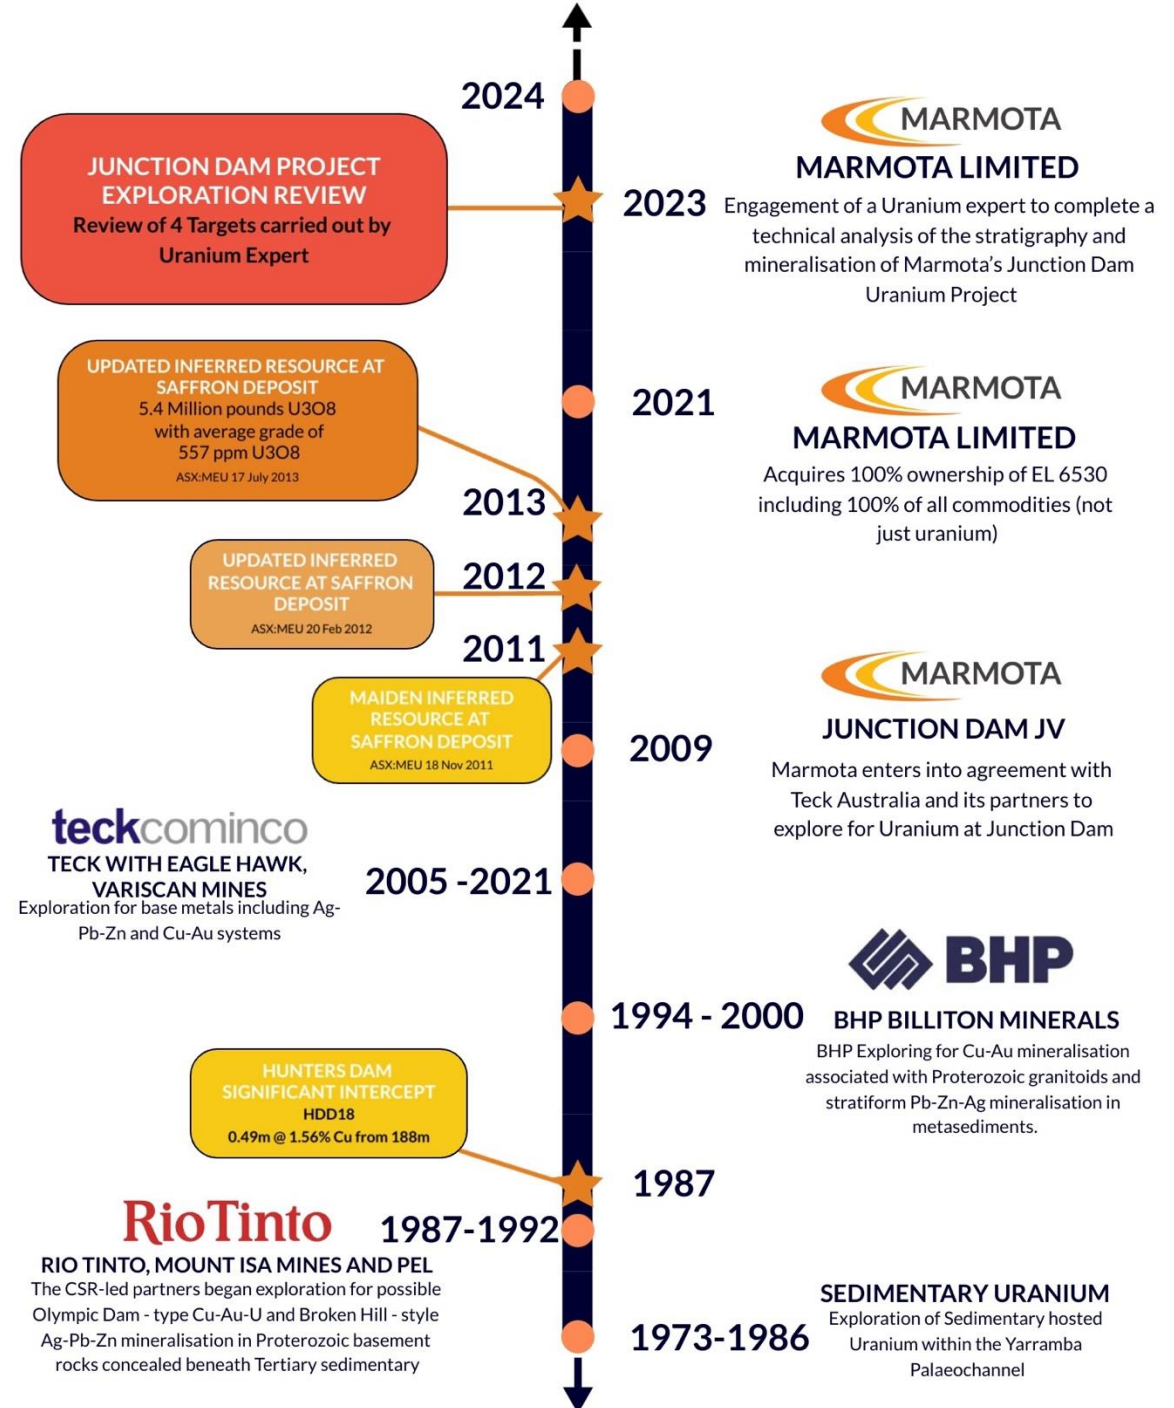 2024
MARMOTA
MARMOTA LIMITED
JUNCTION DAM PROJECT
EXPLORATION REVIEW
Review of 4 Targets carried out by
Uranium Expert
2023
Engagement of a Uranium expert to complete a
technical analysis of the stratigraphy and
mineralisation of Marmota's Junction Dam
Uranium Project
UPDATED INFERRED RESOURCE AT
SAFFRON DEPOSIT
5.4 Million pounds U3O8
with average grade of
557 ppm U3O8
ASX:MEU 17 July 2013
2021
MARMOTA
MARMOTA LIMITED
Acquires 100% ownership of EL 6530
including 100% of all commodities (not
just uranium)
2013
UPDATED INFERRED
RESOURCE AT SAFFRON
DEPOSIT
ASX:MEU 20 Feb 2012
2012
2011
MAIDEN INFERRED
RESOURCE AT
SAFFRON DEPOSIT
ASX:MEU 18 Nov 2011
2009
MARMOTA
JUNCTION DAM JV
Marmota enters into agreement with
Teck Australia and its partners to
explore for Uranium at Junction Dam
teckcominco
TECK WITH EAGLE HAWK,
VARISCAN MINES
Exploration for base metals including Ag-
Pb-Zn and Cu-Au systems
2005 -2021
BHP
1994 - 2000
BHP BILLITON MINERALS
BHP Exploring for Cu-Au mineralisation
associated with Proterozoic granitoids and
stratiform Pb-Zn-Ag mineralisation in
metasediments.
HUNTERS DAM
SIGNIFICANT INTERCEPT
HDD18
0.49m @ 1.56% Cu from 188m
1987
RioTinto
1987-1992
RIO TINTO, MOUNT ISA MINES AND PEL
The CSR-led partners began exploration for possible
Olympic Dam - type Cu-Au-U and Broken Hill - style
Ag-Pb-Zn mineralisation in Proterozoic basement
rocks concealed beneath Tertiary sedimentary
1973-1986
SEDIMENTARY URANIUM
Exploration of Sedimentary hosted
Uranium within the Yarramba
Palaeochannel